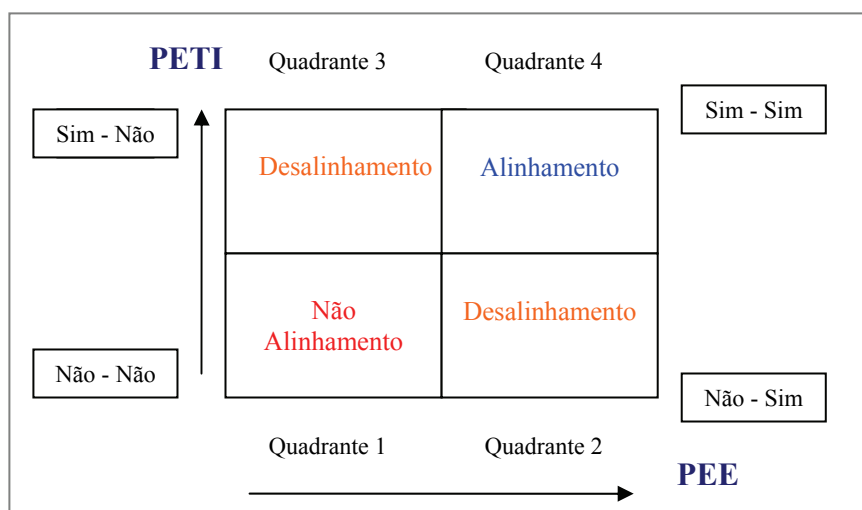 PETI
Quadrante 3
Quadrante 4
Sim - Não
Sim - Sim
Desalinhamento
Alinhamento
Não
Alinhamento
Desalinhamento
Não - Não
Não - Sim
Quadrante 1
Quadrante 2
PEE